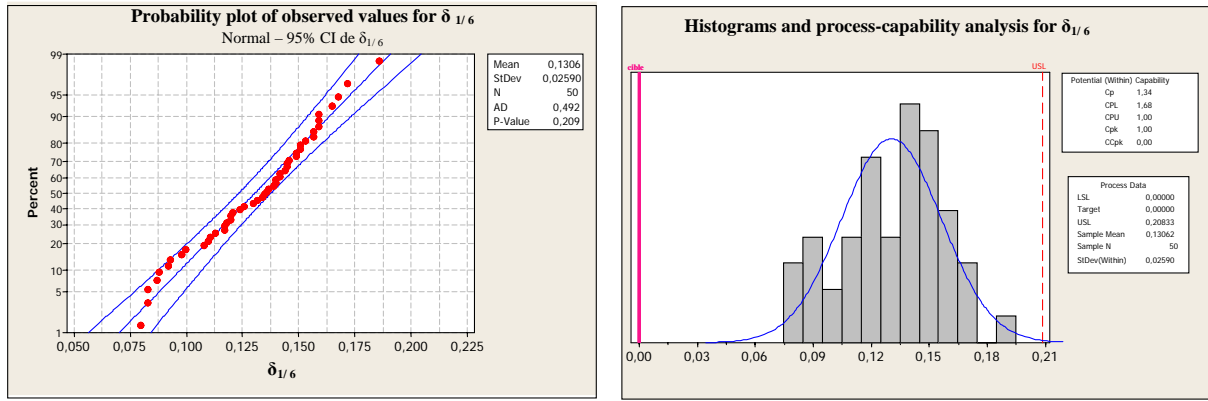 Probability plot of observed values for δ 1/ 6
Normal – 95% CI de δ1/ 6
99
95
90
80
70
60
50
40
30
20
10
5
1
Percent
0,050 0,075 0,100 0,125 0,150 0,175 0,200 0,225
δ1/ 6
Mean 0,1306
StDev 0,02590
N 50
AD 0,492
P-Value 0,209
Histograms and process-capability analysis for δ1/6
cible
USL
0,00 0,03 0,06 0,09 0,12 0,15 0,18 0,21
Potential (Within) Capability
Cp 1,34
CPL 1,68
CPU 1,00
Cpk 1,00
CCpk 0,00
Process Data
LSL 0,00000
Target 0,00000
USL 0,20833
Sample Mean 0,13062
Sample N 50
StDev(Within) 0,02590